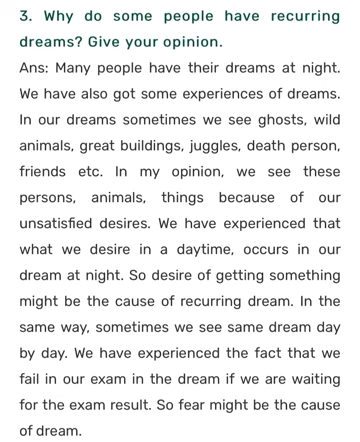 3. Why do some people have recurring
dreams? Give your opinion.
Ans: Many people have their dreams at night.
We have also got some experiences of dreams.
In our dreams sometimes we see ghosts, wild
animals, great buildings, juggles, death person,
friends etc. In my opinion, we see these
persons, animals, things because of our
unsatisfied desires. We have experienced that
what we desire in a daytime, occurs in our
dream at night. So desire of getting something
might be the cause of recurring dream. In the
same way, sometimes we see same dream day
by day. We have experienced the fact that we
fail in our exam in the dream if we are waiting
for the exam result. So fear might be the cause
of dream.